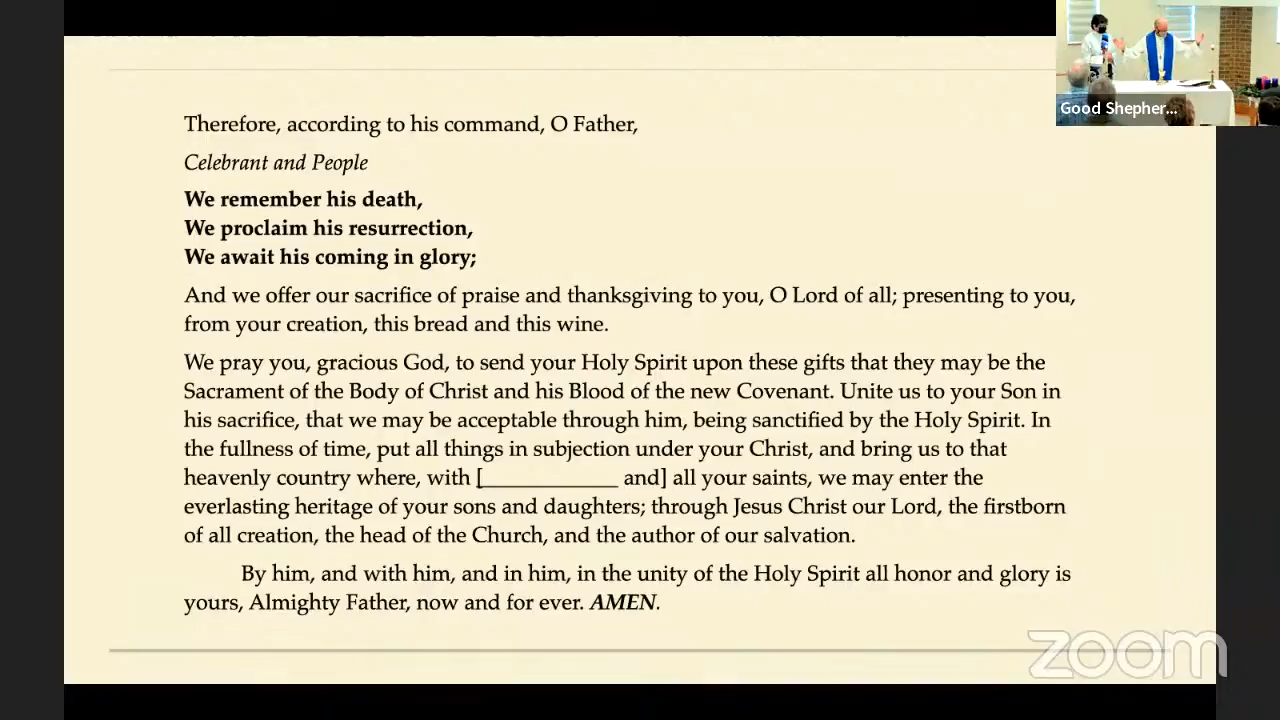 Good Shepher...
Therefore, according to his command, O Father,
Celebrant and People
We remember his death,
We proclaim his resurrection,
We await his coming in glory;
And we offer our sacrifice of praise and thanksgiving to you, O Lord of all; presenting to you,
from your creation, this bread and this wine.
We pray you, gracious God, to send your Holy Spirit upon these gifts that they may be the
Sacrament of the Body of Christ and his Blood of the new Covenant. Unite us to your Son in
his sacrifice, that we may be acceptable through him, being sanctified by the Holy Spirit. In
the fullness of time, put all things in subjection under your Christ, and bring us to that
heavenly country where, with [____________ and] all your saints, we may enter the
everlasting heritage of your sons and daughters; through Jesus Christ our Lord, the firstborn
of all creation, the head of the Church, and the author of our salvation.
By him, and with him, and in him, in the unity of the Holy Spirit all honor and glory is
yours, Almighty Father, now and for ever. AMEN.
zoom